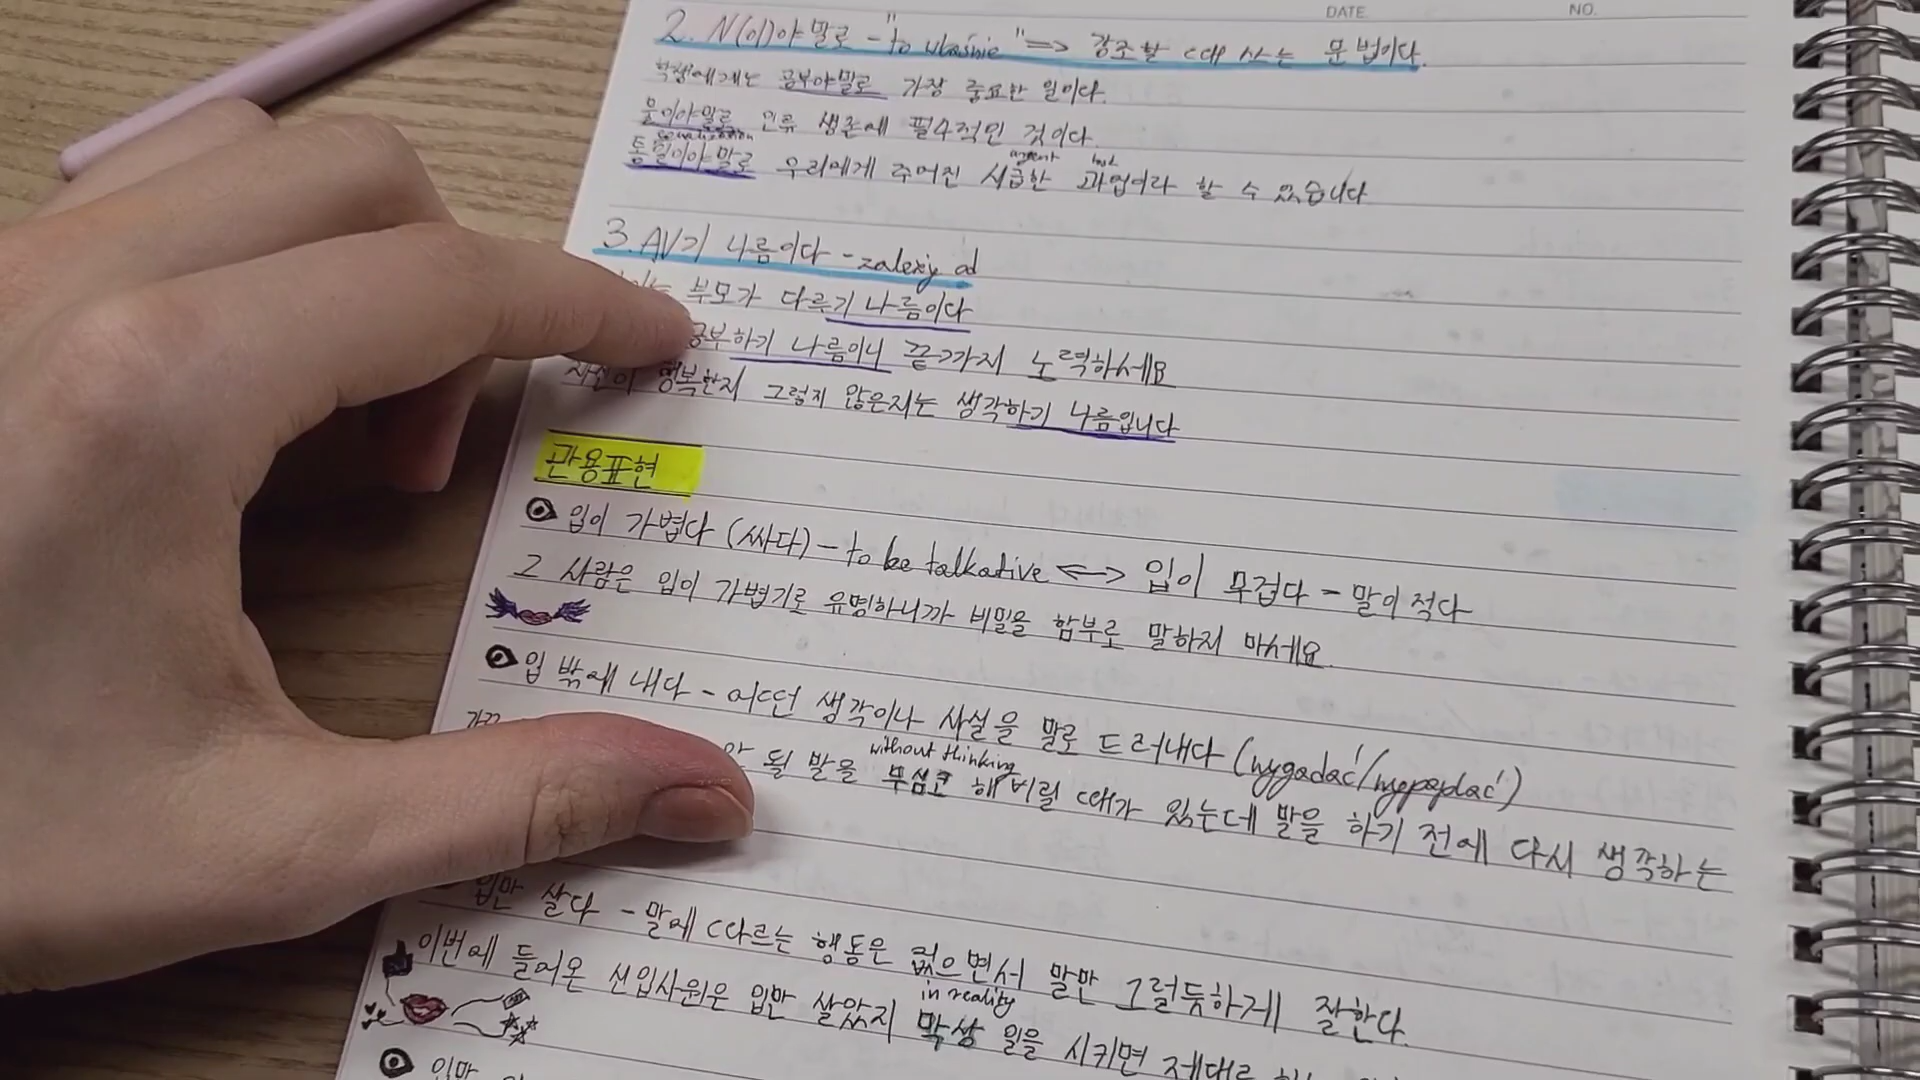 DATE. NO.
2. N(이)야말로 - "to właśnie" => 강조할 때 쓰는 문법이다.
학생에게는 공부야말로 가장 중요한 일이다.
물이야말로 인류 생존에 필수적인 것이다
통일이야말로 우리에게 주어진 시급한 과업이라 할 수 있습니다
3. AV기 나름이다 - zależy od
부모가 다르기 나름이다
공부하기 나름이니 끝까지 노력하세요
자신이 행복한지 그렇지 않은지는 생각하기 나름입니다
관용표현
입이 가볍다 (싸다) - to be talkative <-> 입이 무겁다 - 말이 적다
그 사람은 입이 가볍기로 유명하니까 비밀을 함부로 말하지 마세요.
입 밖에 내다 - 어떤 생각이나 사실을 말로 드러내다 (wygadać/wypaplać)
without thinking
안 될 말을 무심코 해버릴 때가 있는데 말을 하기 전에 다시 생각하는
입만 살다 - 말에 따르는 행동은 없으면서 말만 그럴듯하게 잘한다.
in reality
이번에 들어온 신입사원은 입만 살았지 막상 일을 시키면 제대로
입만